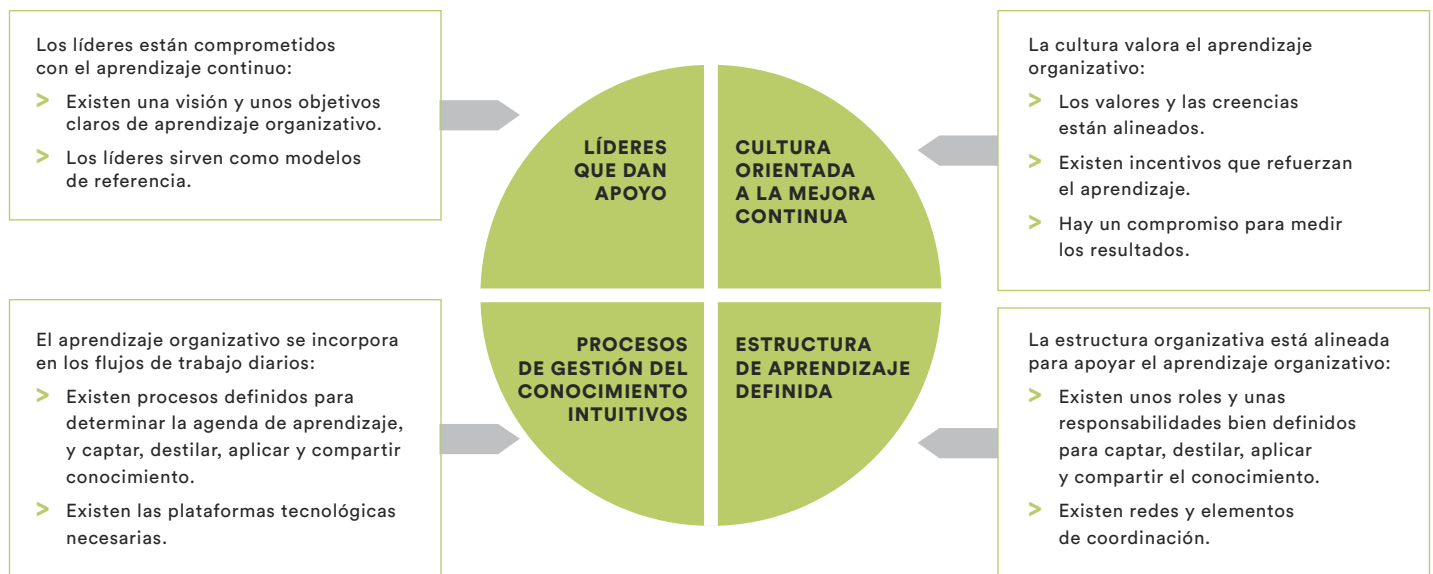 Los líderes están comprometidos
con el aprendizaje continuo:
> Existen una visión y unos objetivos
claros de aprendizaje organizativo.
> Los líderes sirven como modelos
de referencia.
LÍDERES
QUE DAN
APOYO
CULTURA
ORIENTADA
A LA MEJORA
CONTINUA
La cultura valora el aprendizaje
organizativo:
> Los valores y las creencias
están alineados.
> Existen incentivos que refuerzan
el aprendizaje.
> Hay un compromiso para medir
los resultados.
El aprendizaje organizativo se incorpora
en los flujos de trabajo diarios:
> Existen procesos definidos para
determinar la agenda de aprendizaje,
y captar, destilar, aplicar y compartir
conocimiento.
> Existen las plataformas tecnológicas
necesarias.
PROCESOS
DE GESTIÓN DEL
CONOCIMIENTO
INTUITIVOS
ESTRUCTURA
DE APRENDIZAJE
DEFINIDA
La estructura organizativa está alineada
para apoyar el aprendizaje organizativo:
> Existen unos roles y unas
responsabilidades bien definidos
para captar, destilar, aplicar
y compartir el conocimiento.
> Existen redes y elementos
de coordinación.